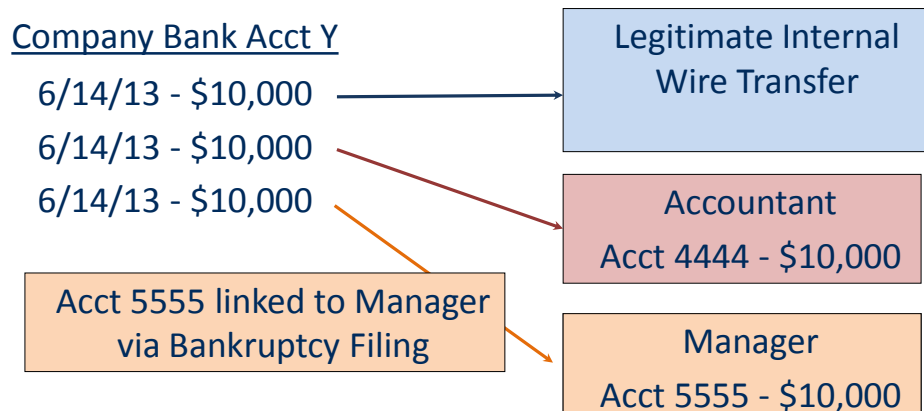 Company Bank Acct Y
6/14/13 - $10,000
6/14/13 - $10,000
6/14/13 - $10,000
Legitimate Internal
Wire Transfer
Accountant
Acct 4444 - $10,000
Acct 5555 linked to Manager
via Bankruptcy Filing
Manager
Acct 5555 - $10,000